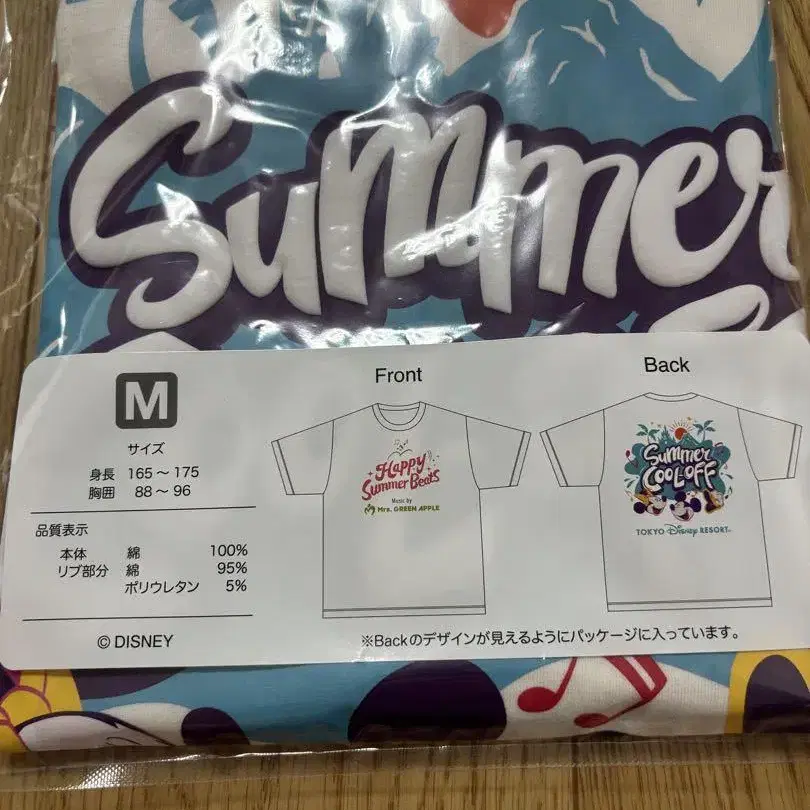 Summer
M
サイズ
身長 165～175
胸囲 88～96
品質表示
本体 綿 100%
リブ部分 綿 95%
ポリウレタン 5%
© DISNEY
Front
Happy
Summer Beats
Music by
Mrs. GREEN APPLE
Back
Summer
COOL-OFF
TOKYO Disney RESORT
※Backのデザインが見えるようにパッケージに入っています。